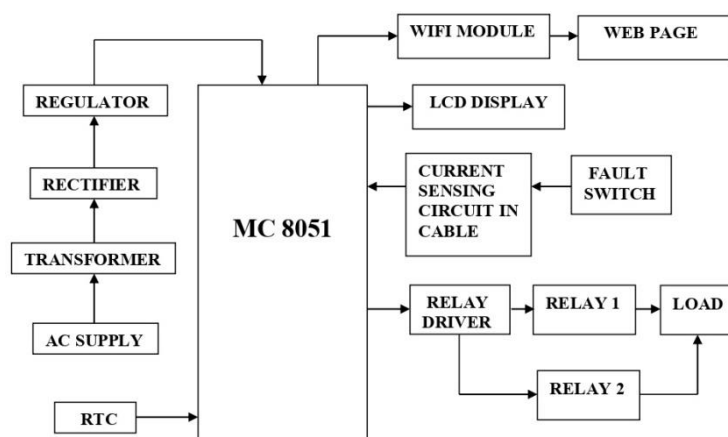 WIFI MODULE
WEB PAGE
REGULATOR
LCD DISPLAY
RECTIFIER
CURRENT
SENSING
CIRCUIT IN
CABLE
FAULT
SWITCH
MC 8051
TRANSFORMER
RELAY
DRIVER
RELAY 1
LOAD
AC SUPPLY
RELAY 2
RTC